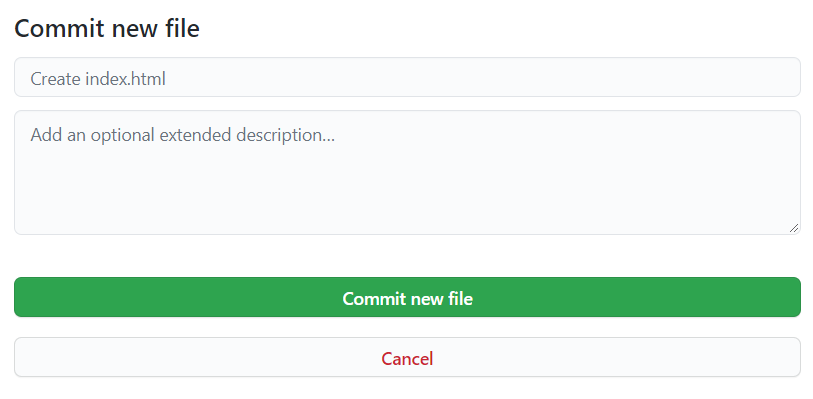 Commit new file
Create index.html
Add an optional extended description...
Commit new file
Cancel